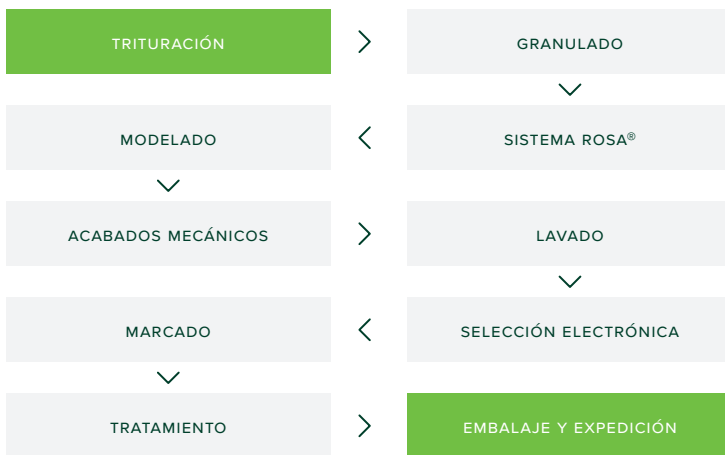 TRITURACIÓN
GRANULADO
SISTEMA ROSA®
MODELADO
ACABADOS MECÁNICOS
LAVADO
SELECCIÓN ELECTRÓNICA
MARCADO
TRATAMIENTO
EMBALAJE Y EXPEDICIÓN